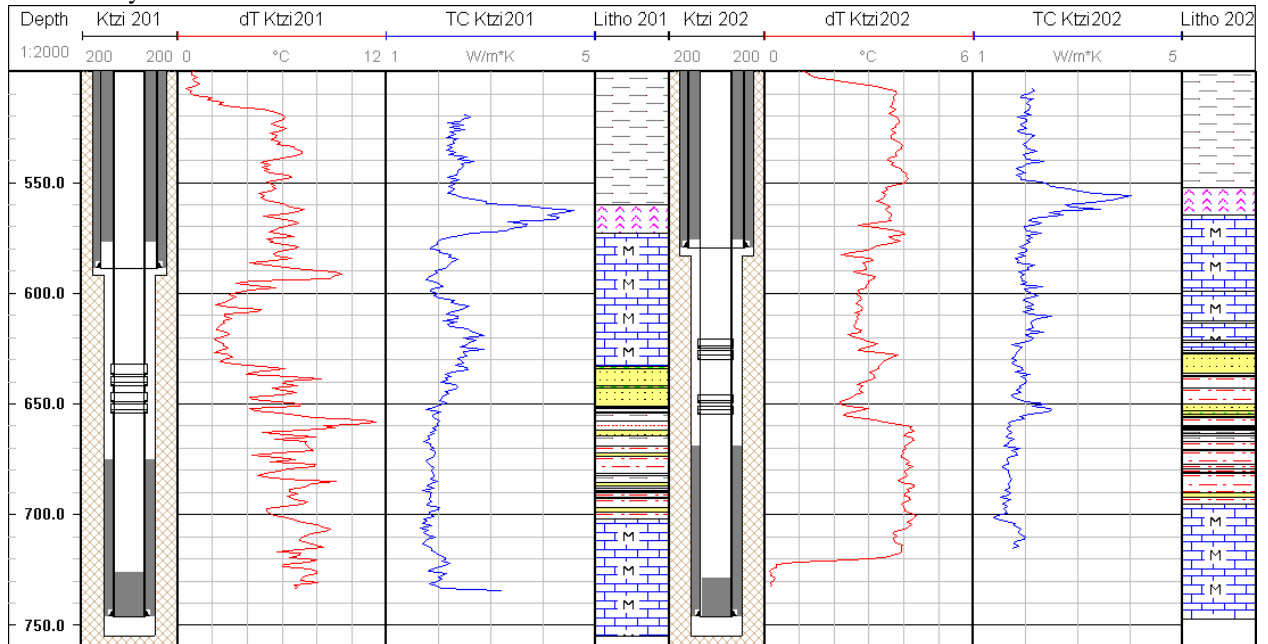 Depth Ktzi 201 dT Ktzi201 TC Ktzi201 Litho 201 Ktzi 202 dT Ktzi202 TC Ktzi202 Litho 202
1:2000 200 200 0 °C 12 1 W/m*K 5 200 200 0 °C 6 1 W/m*K 5
550.0
M M
M
600.0
M
M M
M
650.0
700.0
M M
M
M M
750.0